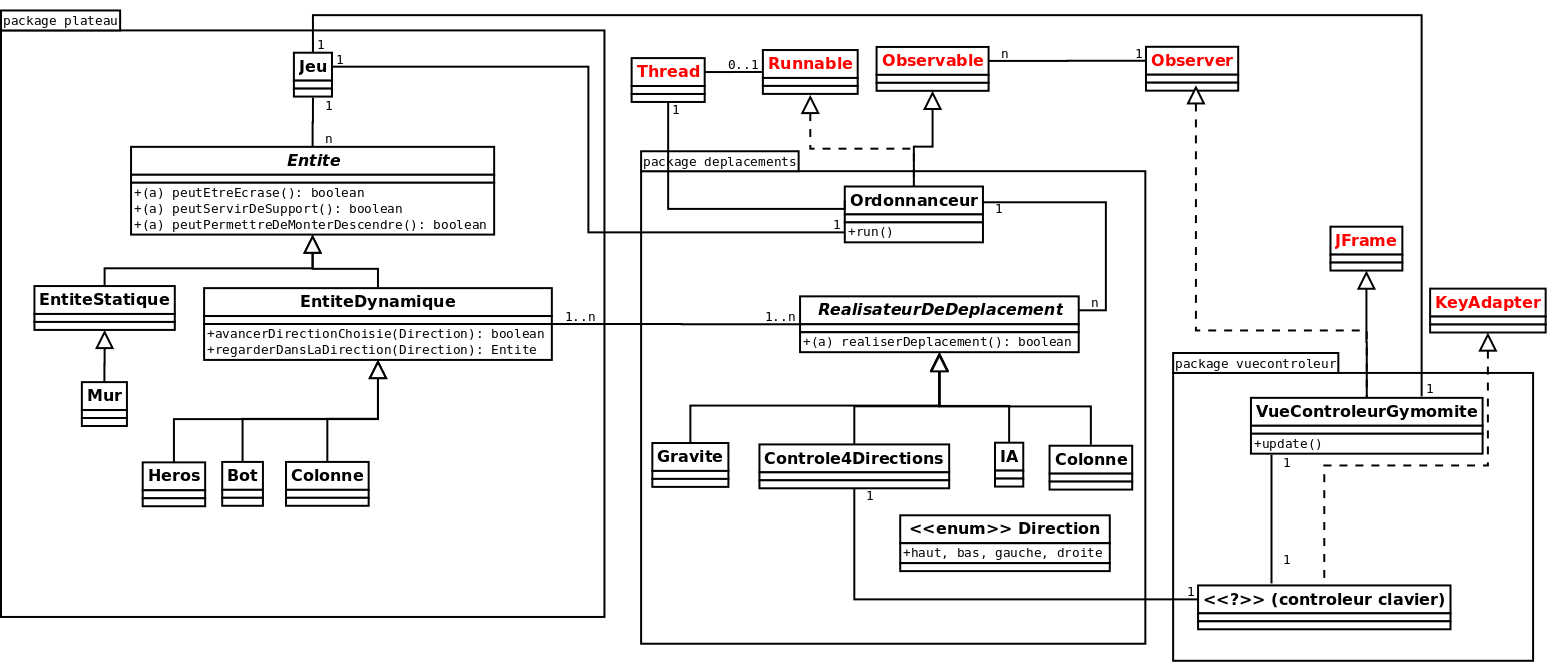 package plateau
1
Jeu
1
1
n
Entite
+(a) peutEtreEcrase(): boolean
+(a) peutServirDeSupport(): boolean
+(a) peutPermettreDeMonterDescendre(): boolean
EntiteStatique
EntiteDynamique
+avancerDirectionChoisie(Direction): boolean
+regarderDansLaDirection(Direction): Entite
1..n
Mur
Heros
Bot
Colonne
Thread
0..1
Runnable
1
Observable
n
1
Observer
package deplacements
Ordonnanceur
+run()
1
1
1..n
RealisateurDeDeplacement
+(a) realiserDeplacement(): boolean
n
Gravite
Controle4Directions
IA
Colonne
1
<<enum>> Direction
+haut, bas, gauche, droite
JFrame
KeyAdapter
package vuecontroleur
1
VueControleurGymomite
+update()
1
1
1
<<?>> (controleur clavier)